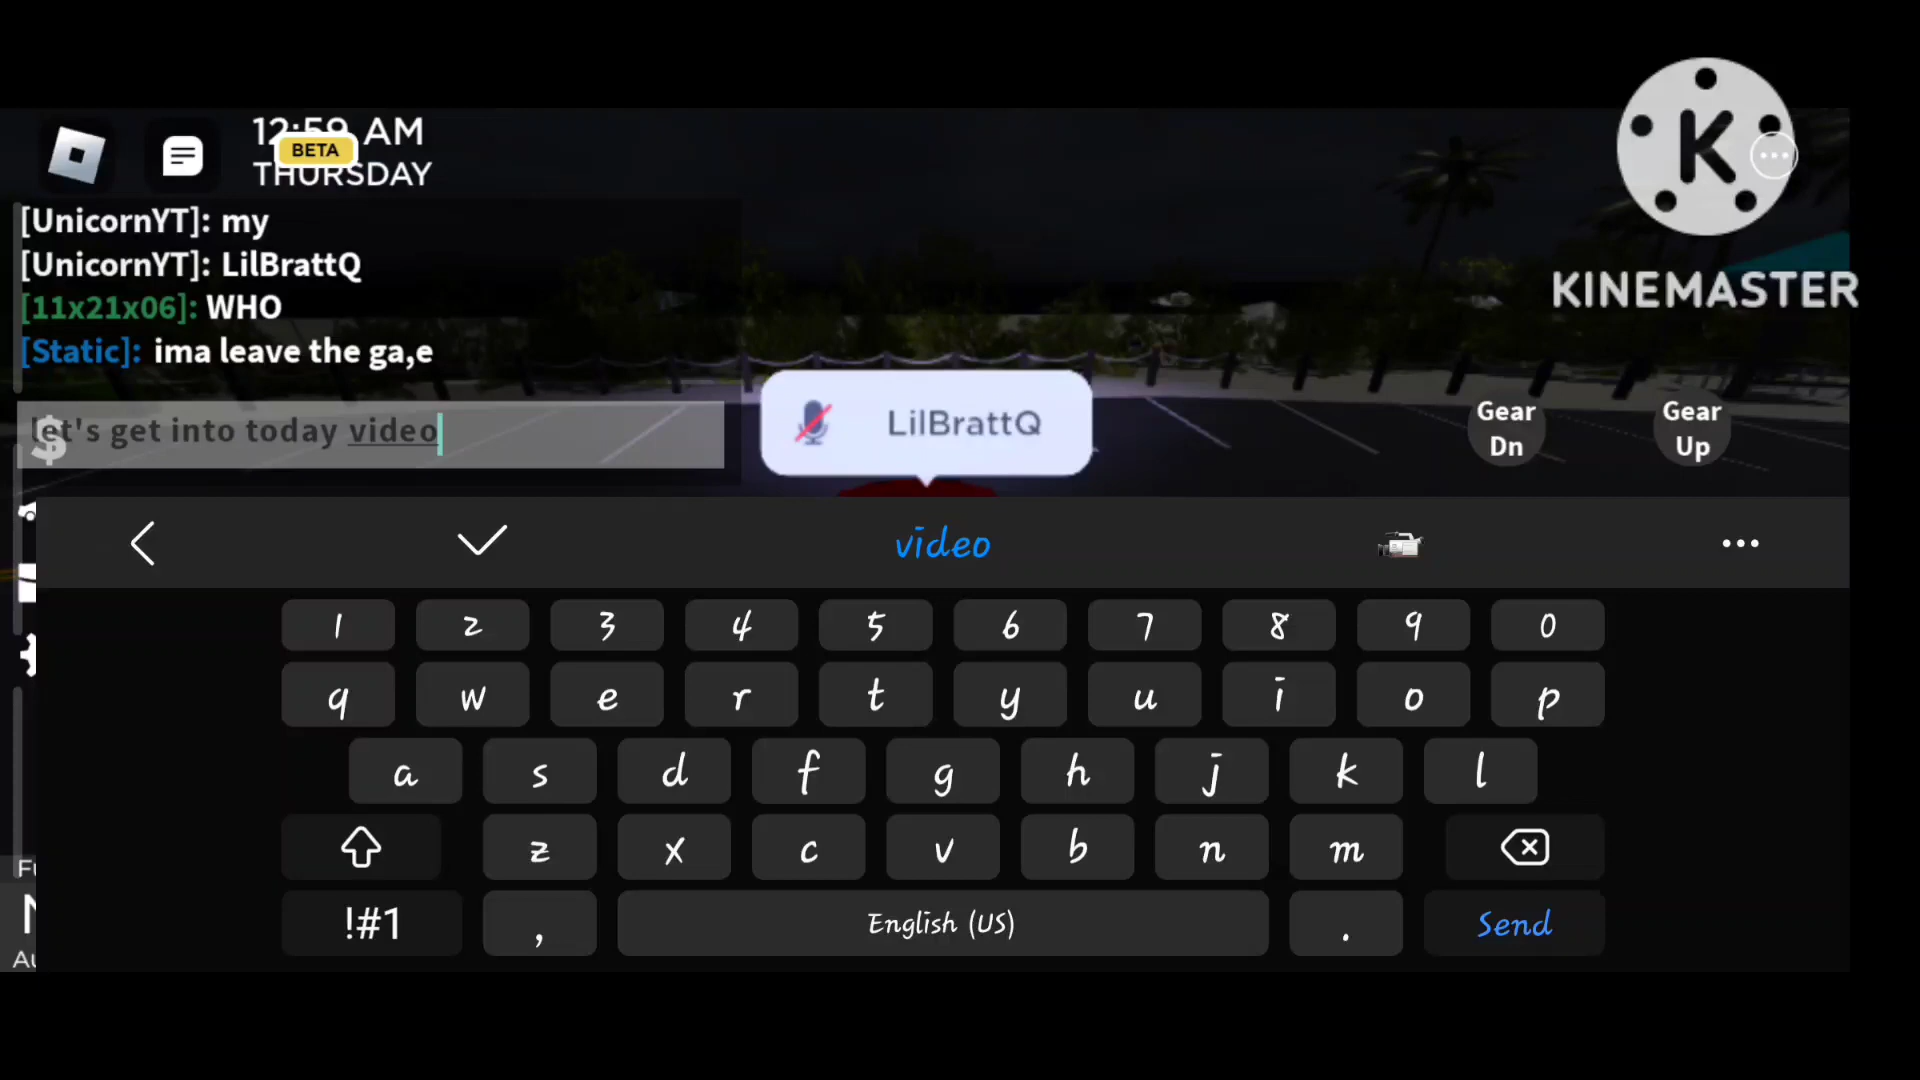 12:59 AM
BETA
THURSDAY
[UnicornYT]: my
[UnicornYT]: LilBrattQ
[11x21x06]: WHO
[Static]: ima leave the ga,e
let's get into today video
LilBrattQ
Gear Dn
Gear Up
K
KINEMASTER
video
1 2 3 4 5 6 7 8 9 0
q w e r t y u i o p
a s d f g h j k l
z x c v b n m
!#1 , English (US) . Send